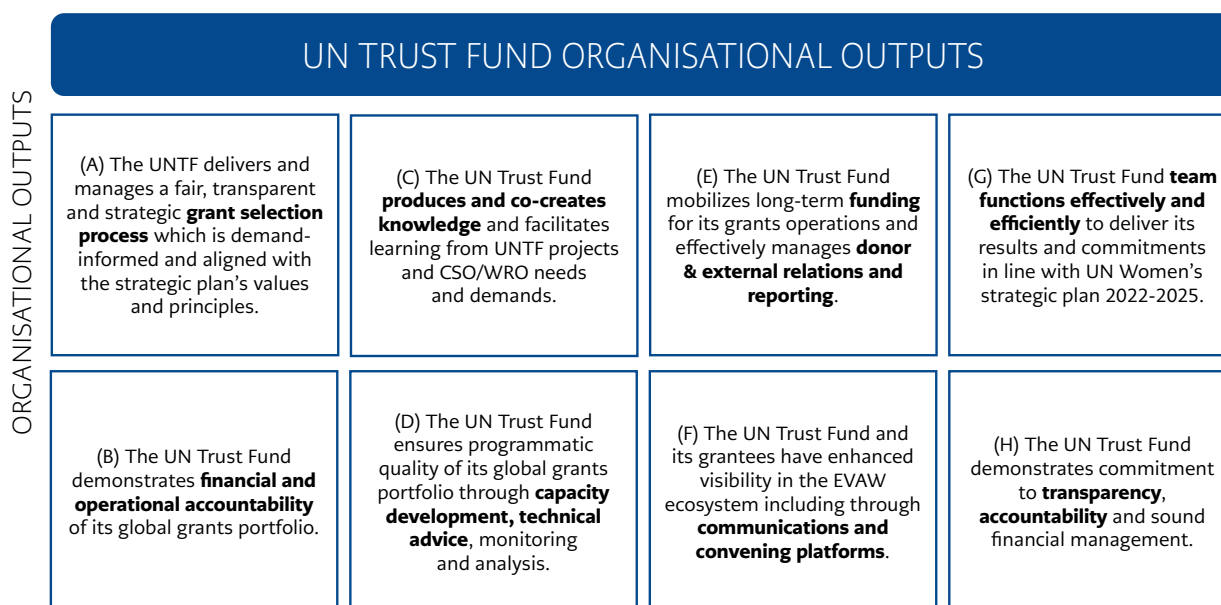 UN TRUST FUND ORGANISATIONAL OUTPUTS
ORGANISATIONAL OUTPUTS
(A) The UNTF delivers and
manages a fair, transparent
and strategic grant selection
process which is demand-
informed and aligned with
the strategic plan’s values
and principles.
(C) The UN Trust Fund
produces and co-creates
knowledge and facilitates
learning from UNTF projects
and CSO/WRO needs
and demands.
(E) The UN Trust Fund
mobilizes long-term funding
for its grants operations and
effectively manages donor
& external relations and
reporting.
(G) The UN Trust Fund team
functions effectively and
efficiently to deliver its
results and commitments
in line with UN Women’s
strategic plan 2022-2025.
(B) The UN Trust Fund
demonstrates financial and
operational accountability
of its global grants portfolio.
(D) The UN Trust Fund
ensures programmatic
quality of its global grants
portfolio through capacity
development, technical
advice, monitoring
and analysis.
(F) The UN Trust Fund and
its grantees have enhanced
visibility in the EVAW
ecosystem including through
communications and
convening platforms.
(H) The UN Trust Fund
demonstrates commitment
to transparency,
accountability and sound
financial management.